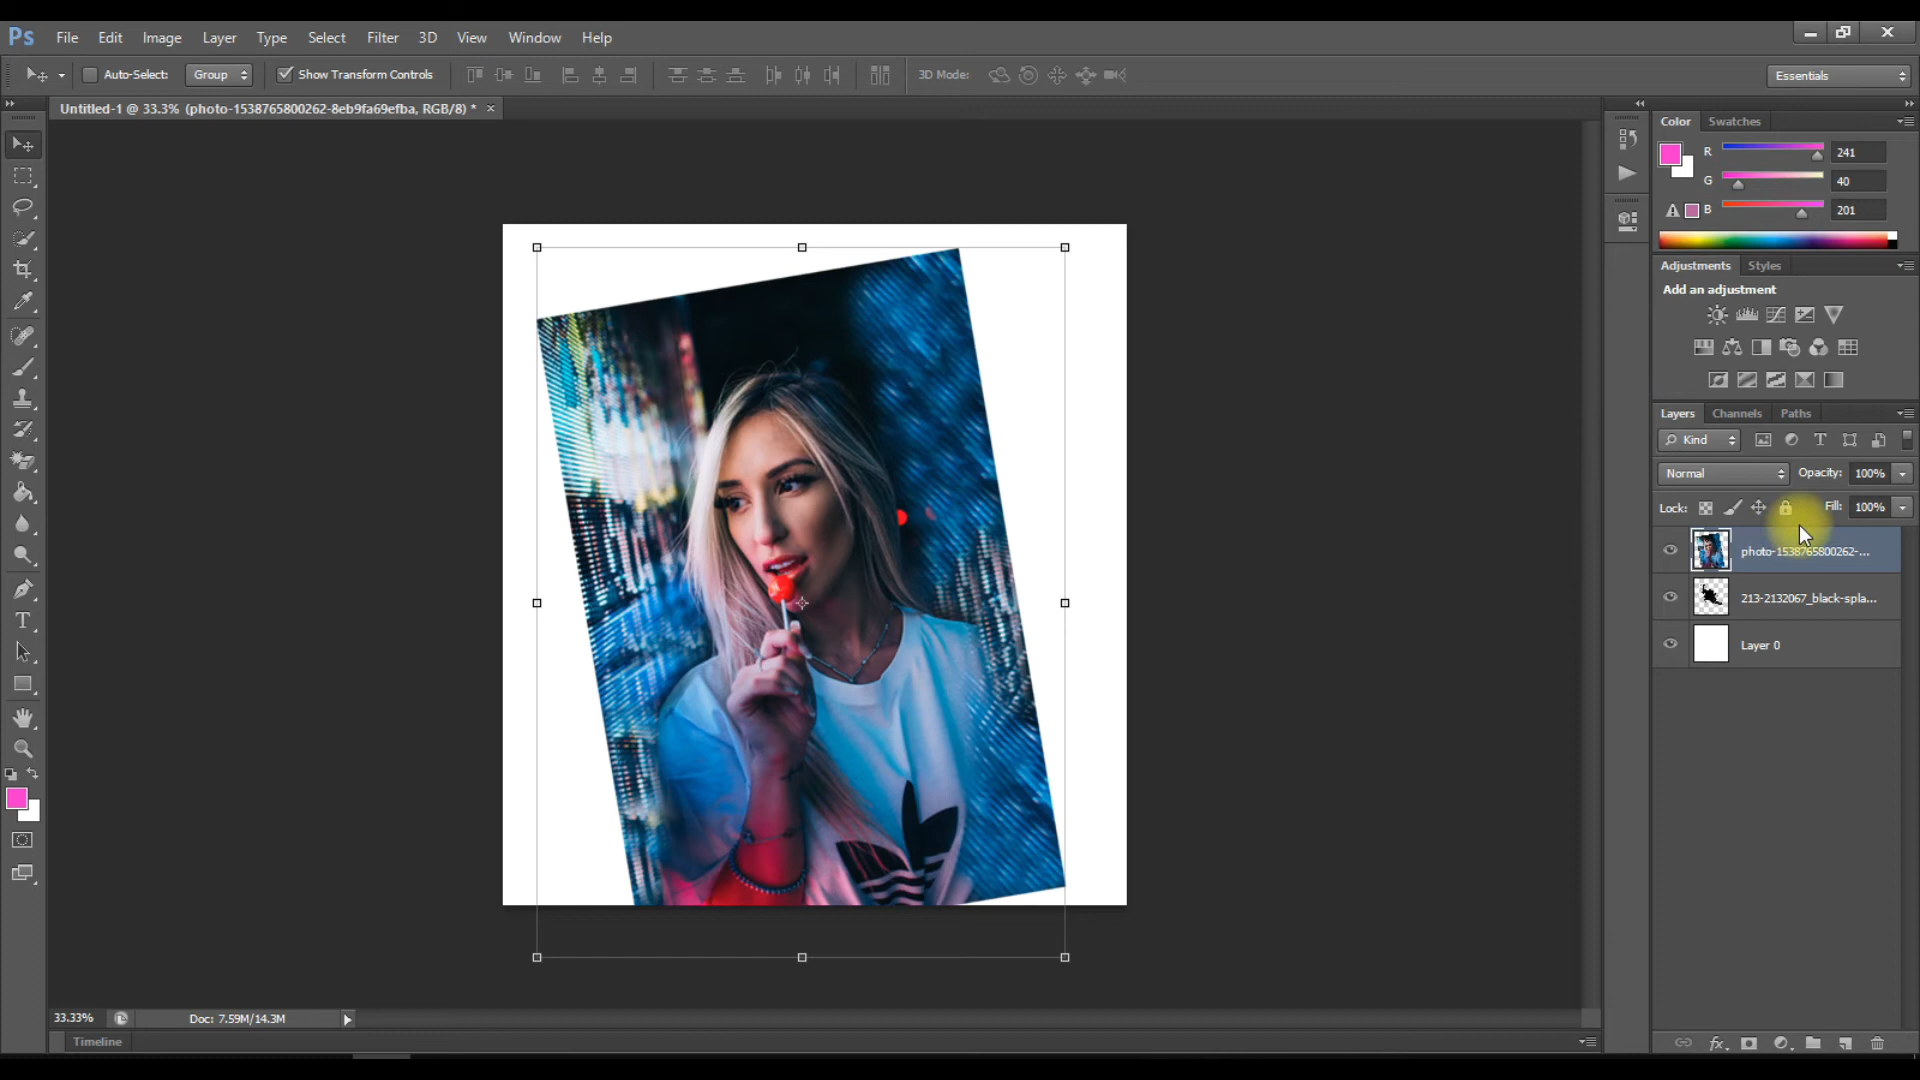 Ps File Edit Image Layer Type Select Filter 3D View Window Help
Auto-Select: Group Show Transform Controls 3D Mode: Essentials
Untitled-1 @ 33.3% (photo-1538765800262-8eb9fa69efba, RGB/8) *
Color Swatches
R 241
G 40
B 201
Adjustments Styles
Add an adjustment
Layers Channels Paths
Kind
Normal Opacity: 100%
Lock: Fill: 100%
photo-1538765800262-...
213-2132067_black-spla...
Layer 0
33.33% Doc: 7.59M/14.3M
Timeline